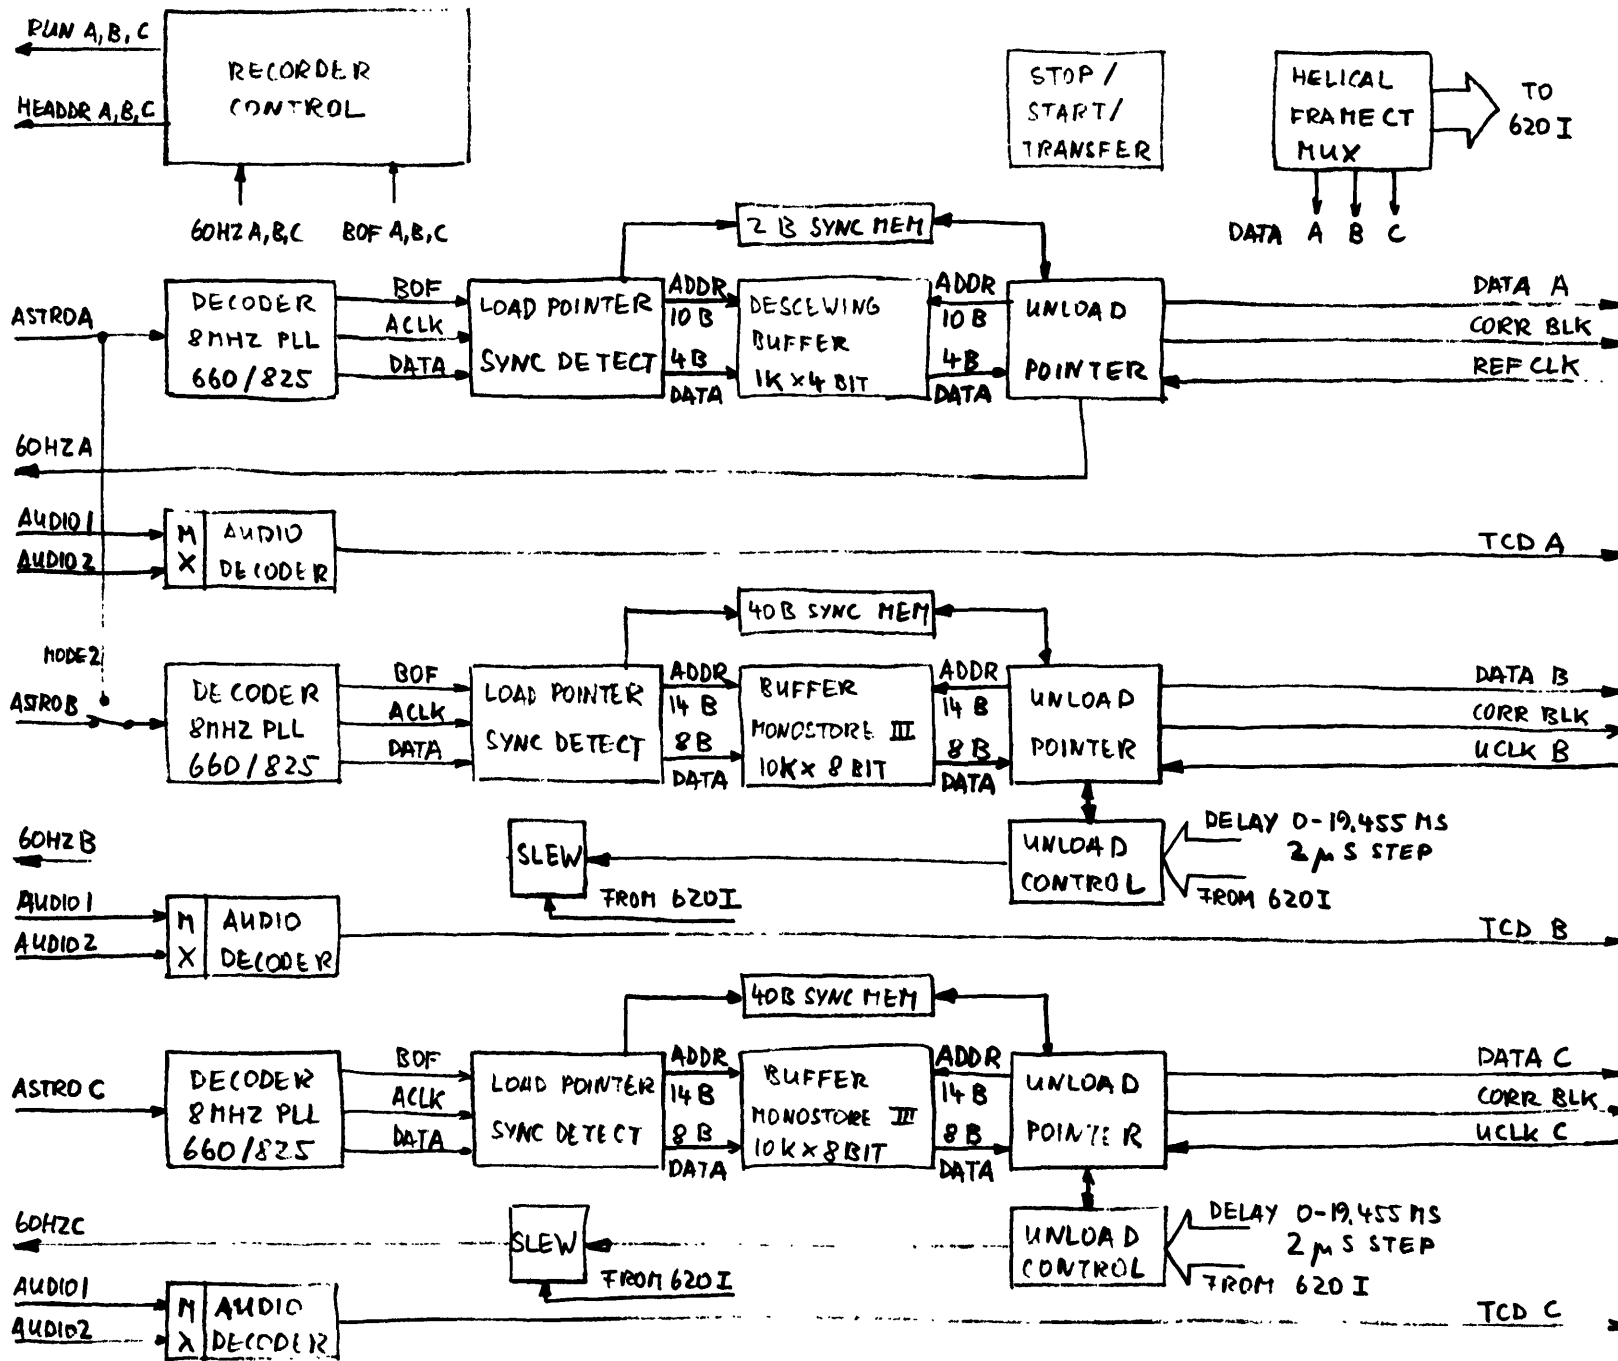 RUN A,B,C
HEADDR A,B,C
RECORDER
CONTROL
60HZ A,B,C
BOF A,B,C
STOP /
START /
TRANSFER
HELICAL
FRAME CT
MUX
TO
620 I
DATA A B C
2 B SYNC MEM
ASTRO A
DECODER
8MHZ PLL
660/825
BOF
ACLK
DATA
LOAD POINTER
SYNC DETECT
ADDR
10 B
4 B
DATA
DESCEWING
BUFFER
1K X 4 BIT
ADDR
10 B
4 B
DATA
UNLOAD
POINTER
DATA A
CORR BLK
REF CLK
60HZ A
AUDIO 1
AUDIO 2
M
X
AUDIO
DECODER
TCD A
40B SYNC MEM
MODE 2
ASTRO B
DECODER
8MHZ PLL
660/825
BOF
ACLK
DATA
LOAD POINTER
SYNC DETECT
ADDR
14 B
8 B
DATA
BUFFER
MONOSTORE III
10K X 8 BIT
ADDR
14 B
8 B
DATA
UNLOAD
POINTER
DATA B
CORR BLK
UCLK B
60HZ B
SLEW
FROM 620 I
UNLOAD
CONTROL
DELAY 0-19,455 MS
2 µS STEP
FROM 620 I
AUDIO 1
AUDIO 2
M
X
AUDIO
DECODER
TCD B
40B SYNC MEM
ASTRO C
DECODER
8MHZ PLL
660/825
BOF
ACLK
DATA
LOAD POINTER
SYNC DETECT
ADDR
14 B
8 B
DATA
BUFFER
MONOSTORE III
10K X 8 BIT
ADDR
14 B
8 B
DATA
UNLOAD
POINTER
DATA C
CORR BLK
UCLK C
60HZ C
SLEW
FROM 620 I
UNLOAD
CONTROL
DELAY 0-19,455 MS
2 µS STEP
FROM 620 I
AUDIO 1
AUDIO 2
M
X
AUDIO
DECODER
TCD C